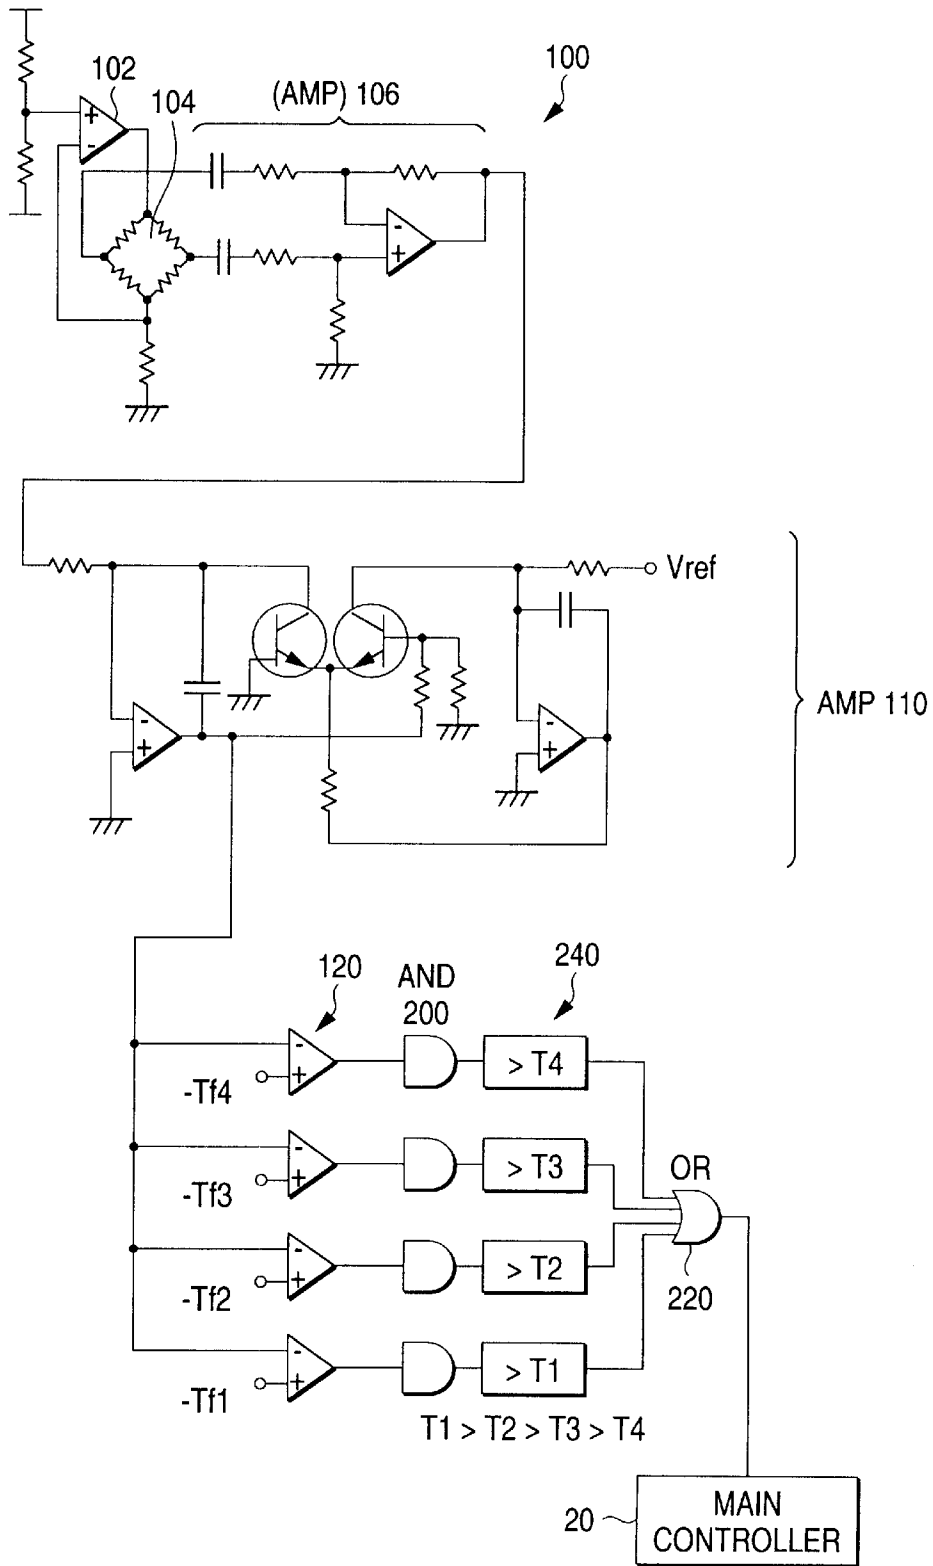 102
104
(AMP) 106
100
+
-
-
+
Vref
-
+
-
+
AMP 110
120
AND
200
240
-
+
-Tf4
> T4
-
+
-Tf3
> T3
OR
-
+
-Tf2
> T2
220
-
+
-Tf1
> T1
T1 > T2 > T3 > T4
20
MAIN
CONTROLLER